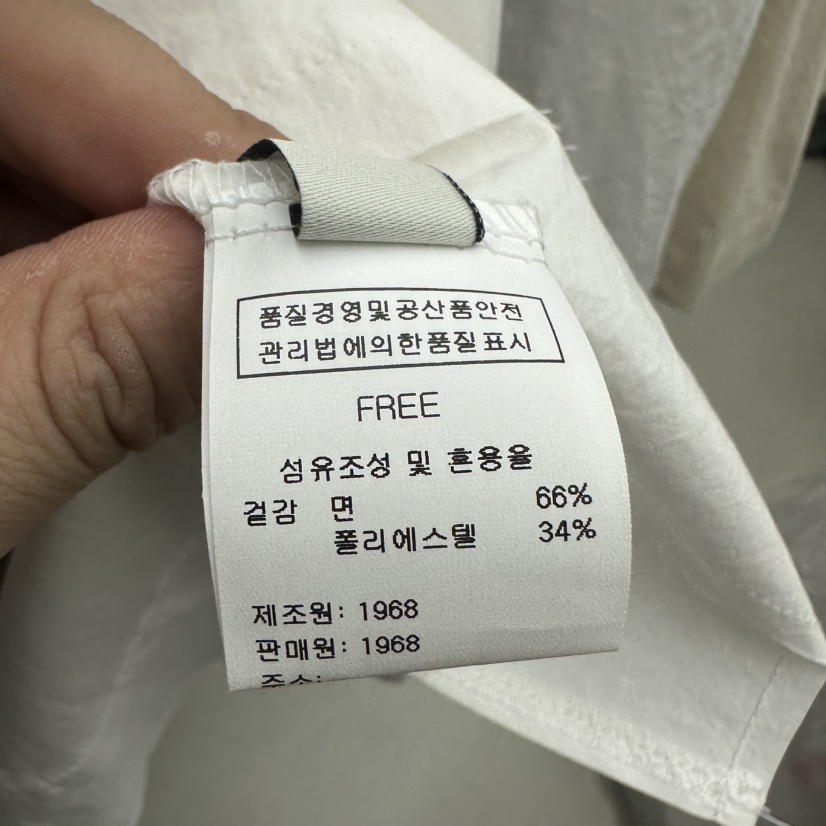 품질경영및공산품안전
관리법에의한품질표시
FREE
섬유조성 및 혼용율
겉감 면 66%
폴리에스텔 34%
제조원: 1968
판매원: 1968
주소: